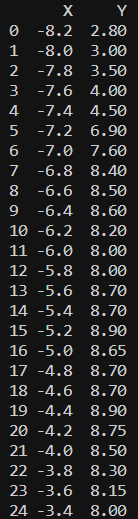 X Y
0 -8.2 2.80
1 -8.0 3.00
2 -7.8 3.50
3 -7.6 4.00
4 -7.4 4.50
5 -7.2 6.90
6 -7.0 7.60
7 -6.8 8.40
8 -6.6 8.50
9 -6.4 8.60
10 -6.2 8.20
11 -6.0 8.00
12 -5.8 8.00
13 -5.6 8.70
14 -5.4 8.70
15 -5.2 8.90
16 -5.0 8.65
17 -4.8 8.70
18 -4.6 8.70
19 -4.4 8.90
20 -4.2 8.75
21 -4.0 8.50
22 -3.8 8.30
23 -3.6 8.15
24 -3.4 8.00